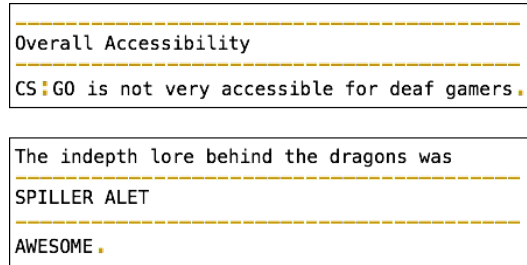 ----------------------------------------
Overall Accessibility
----------------------------------------
CS:GO is not very accessible for deaf gamers.
The indepth lore behind the dragons was
----------------------------------------
SPILLER ALET
----------------------------------------
AWESOME.